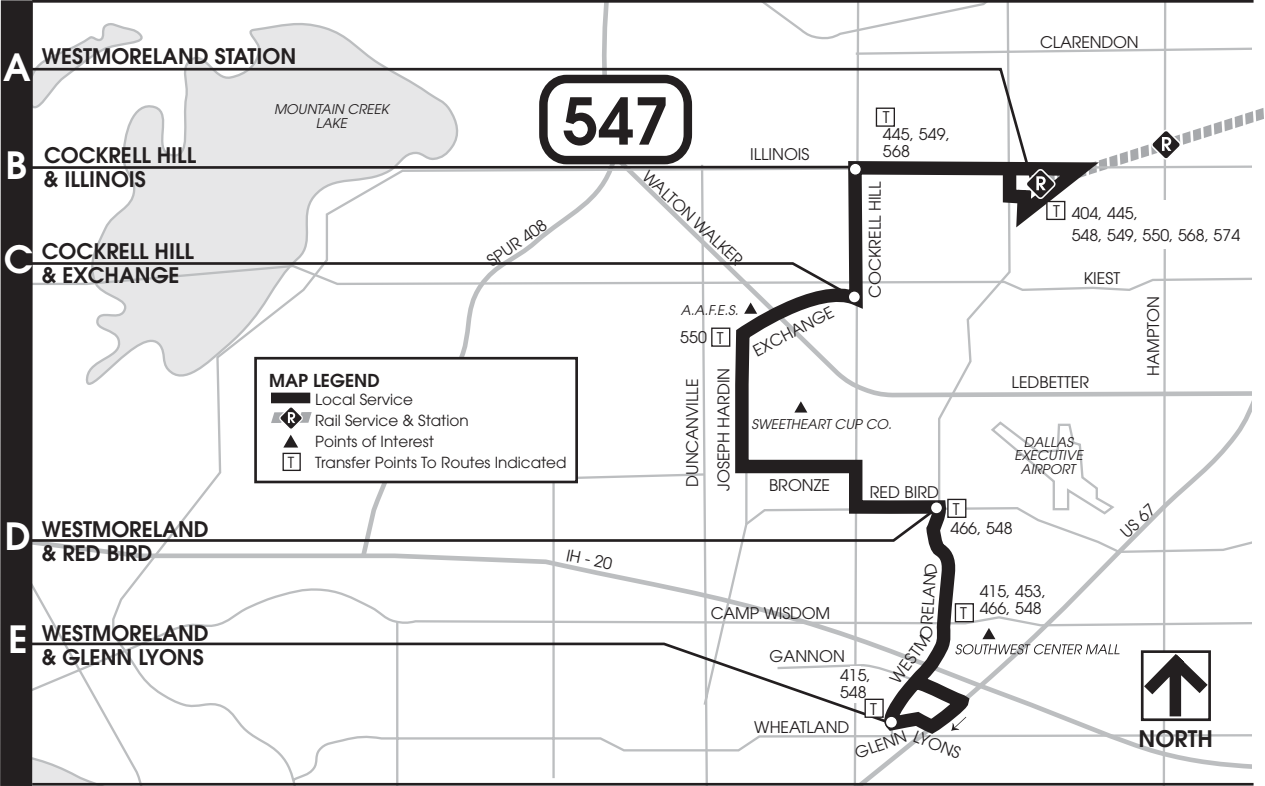 A
WESTMORELAND STATION
B
COCKRELL HILL
& ILLINOIS
C
COCKRELL HILL
& EXCHANGE
D
WESTMORELAND
& RED BIRD
E
WESTMORELAND
& GLENN LYONS
MOUNTAIN CREEK
LAKE
547
CLARENDON
T
445, 549,
568
ILLINOIS
R
R
T
404, 445,
548, 549, 550, 568, 574
WALTON WALKER
SPUR 408
COCKRELL HILL
KIEST
HAMPTON
A.A.F.E.S.
550 T
EXCHANGE
LEDBETTER
DUNCANVILLE
JOSEPH HARDIN
SWEETHEART CUP CO.
MAP LEGEND
Local Service
R
Rail Service & Station
Points of Interest
T
Transfer Points To Routes Indicated
DALLAS
EXECUTIVE
AIRPORT
BRONZE
RED BIRD
T
466, 548
US 67
IH - 20
WESTMORELAND
415, 453,
T
466, 548
CAMP WISDOM
SOUTHWEST CENTER MALL
GANNON
415,
548
T
WHEATLAND
GLENN LYONS
NORTH